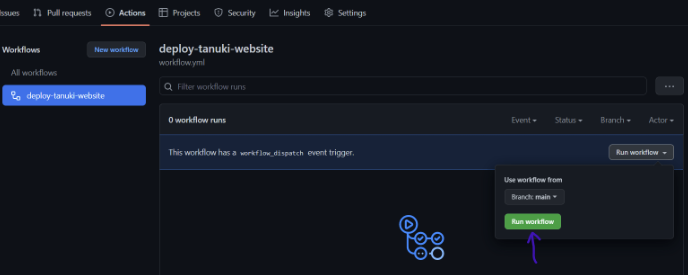 Issues Pull requests Actions Projects Security Insights Settings
Workflows New workflow
All workflows
deploy-tanuki-website
deploy-tanuki-website
workflow.yml
Filter workflow runs
0 workflow runs Event Status Branch Actor
This workflow has a workflow_dispatch event trigger. Run workflow
Use workflow from
Branch: main
Run workflow